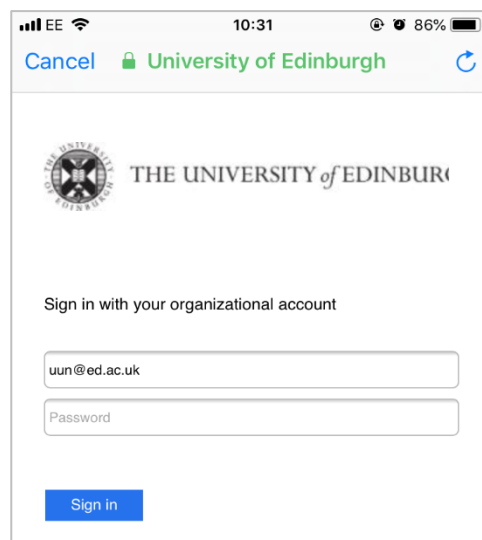 EE 10:31 86%
Cancel University of Edinburgh
THE UNIVERSITY of EDINBURG
Sign in with your organizational account
uun@ed.ac.uk
Password
Sign in